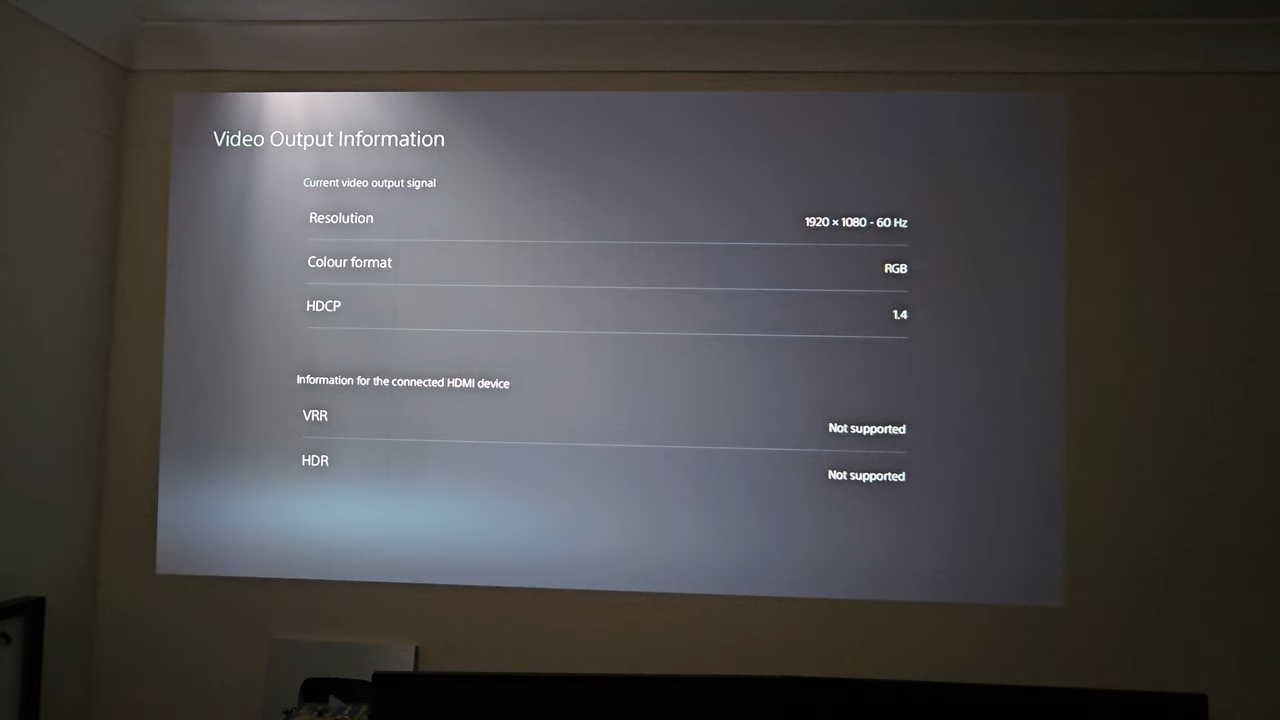 Video Output Information
Current video output signal
Resolution 1920 × 1080 - 60 Hz
Colour format RGB
HDCP 1.4
Information for the connected HDMI device
VRR Not supported
HDR Not supported